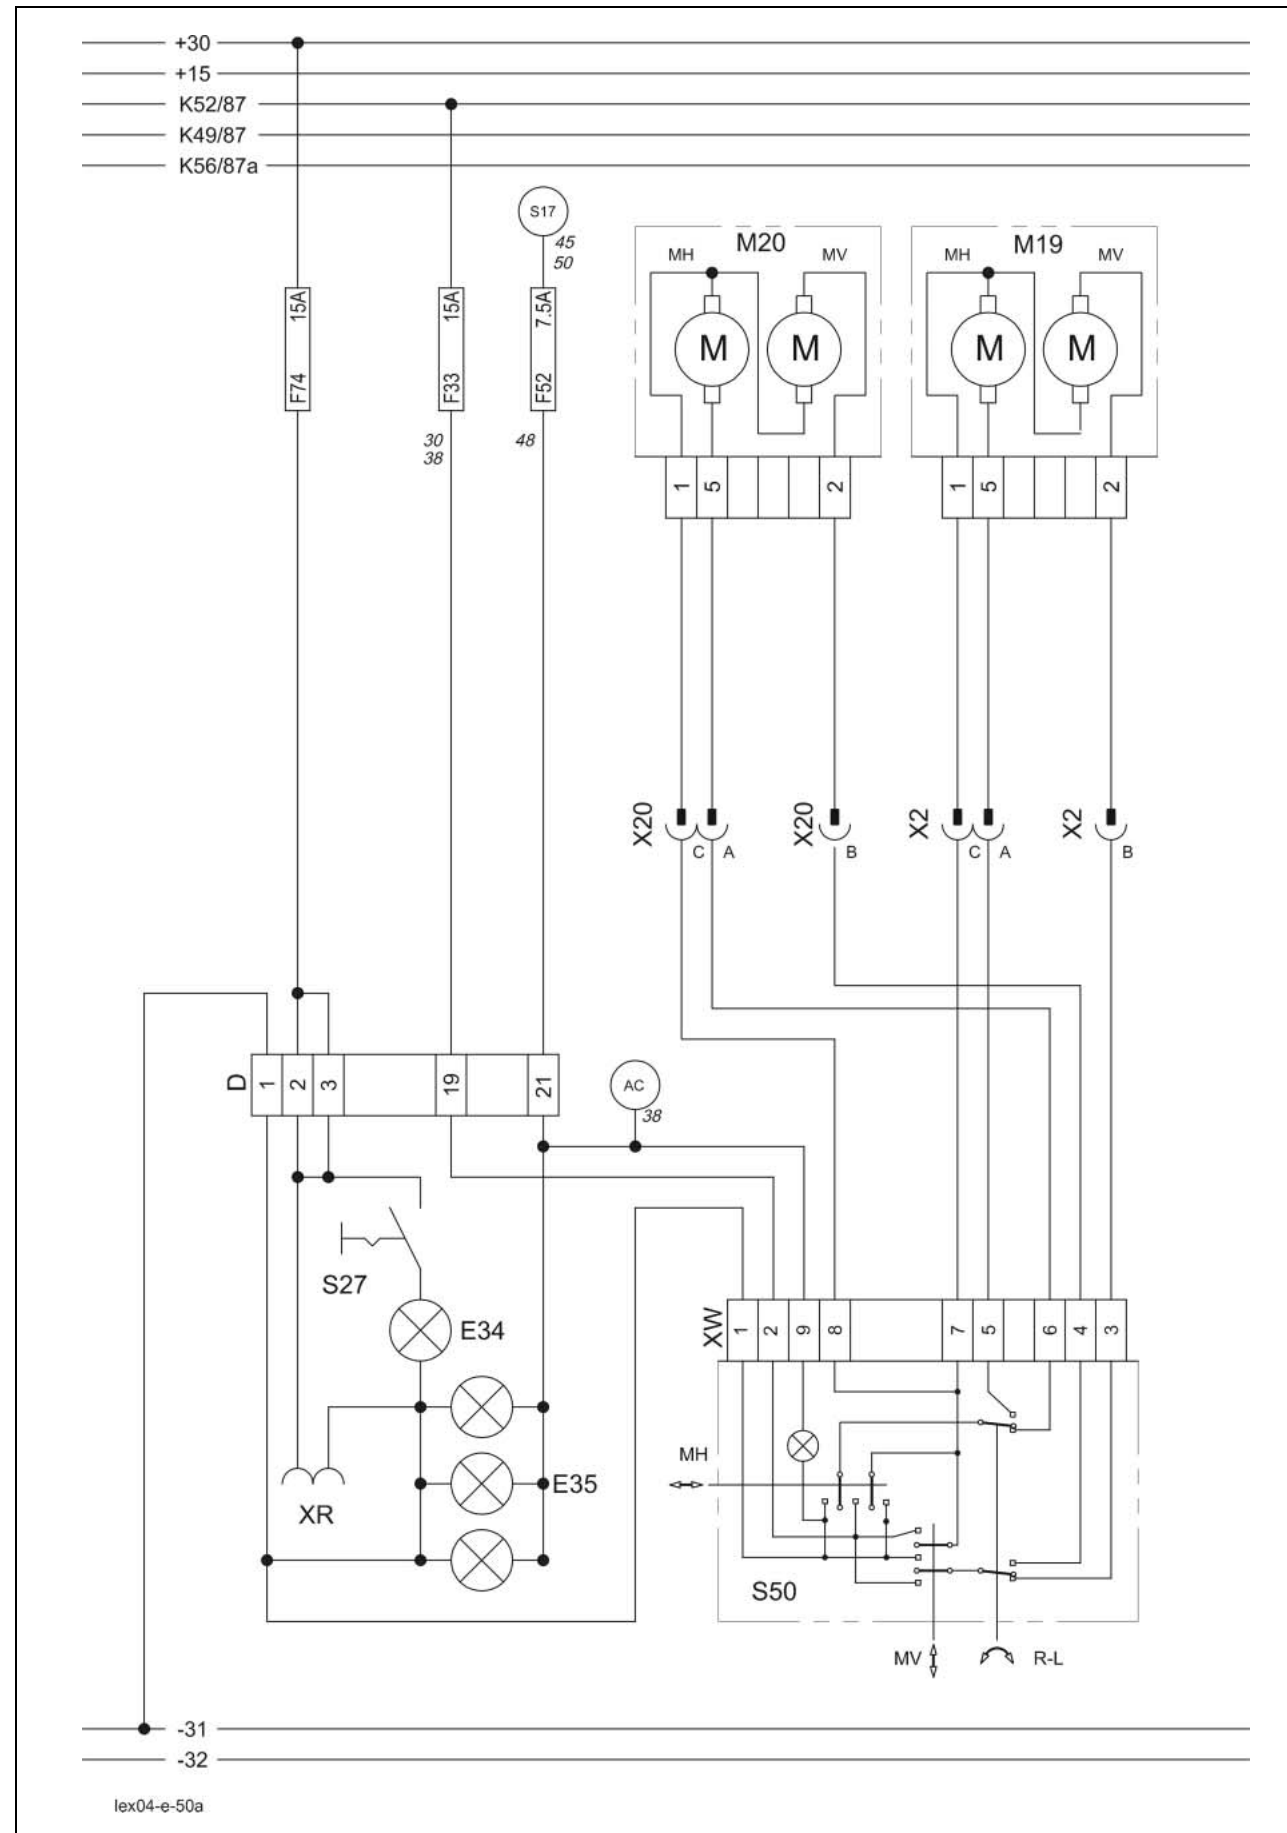 +30
+15
K52/87
K49/87
K56/87a
S17
45
50
M20
MH
MV
M19
MH
MV
15A
F74
15A
F33
7.5A
F52
M
M
M
M
30
38
48
1
5
2
1
5
2
X20
C
A
X20
B
X2
C
A
X2
B
D
1
2
3
19
21
AC
38
S27
E34
XW
1
2
9
8
7
5
6
4
3
MH
E35
XR
S50
MV
R-L
-31
-32
lex04-e-50a